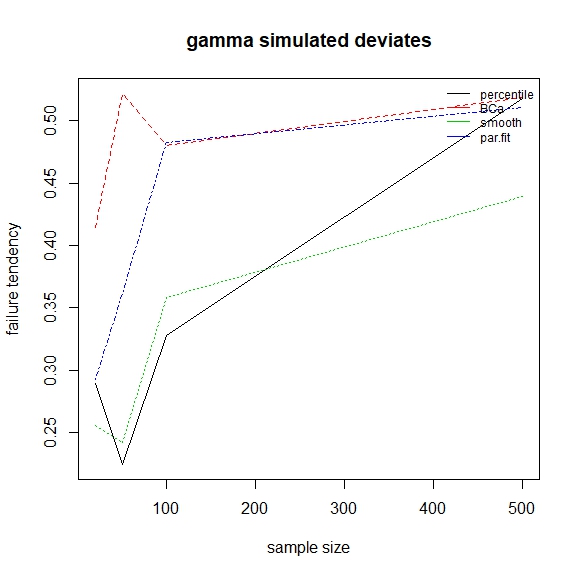 gamma simulated deviates
percentile
BCa
smooth
par.fit
failure tendency
0.50
0.45
0.40
0.35
0.30
0.25
100
200
300
400
500
sample size